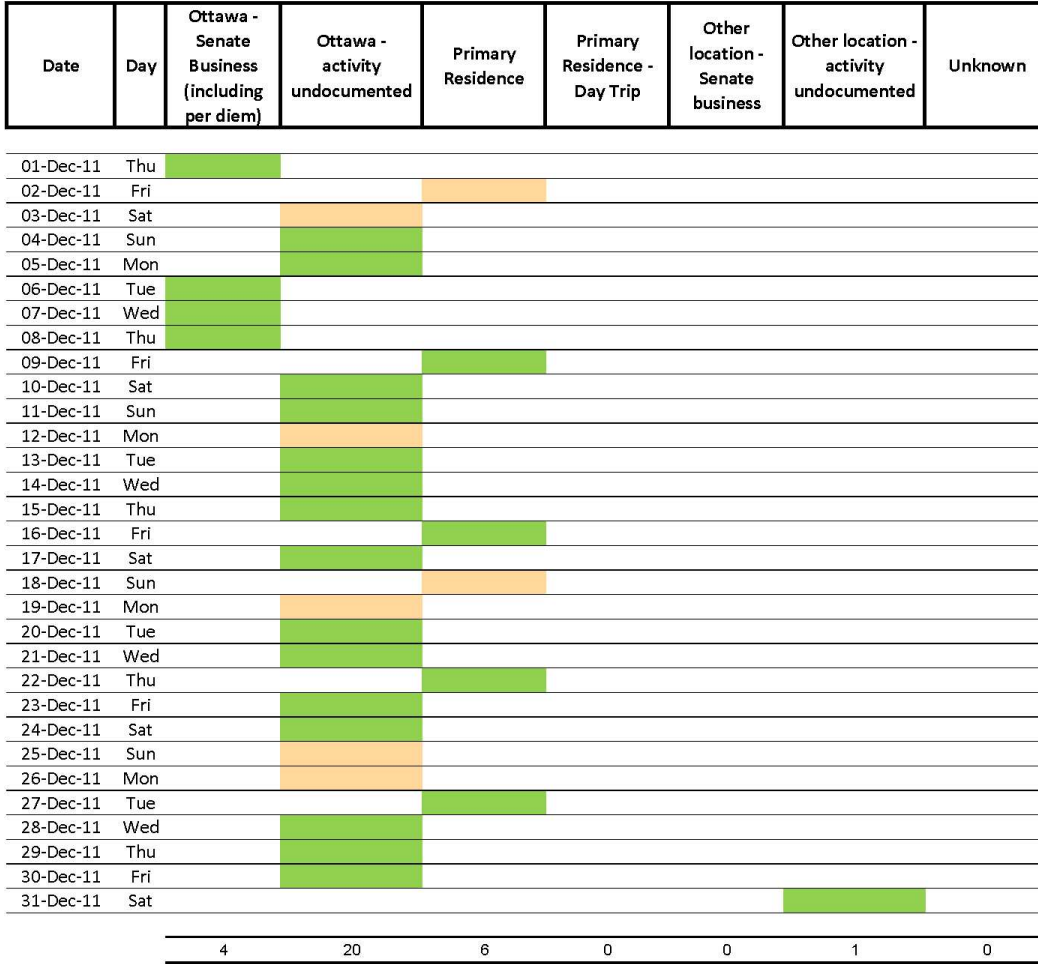 Date Day Ottawa - Senate Business (including per diem) Ottawa - activity undocumented Primary Residence Primary Residence - Day Trip Other location - Senate business Other location - activity undocumented Unknown
01-Dec-11 Thu
02-Dec-11 Fri
03-Dec-11 Sat
04-Dec-11 Sun
05-Dec-11 Mon
06-Dec-11 Tue
07-Dec-11 Wed
08-Dec-11 Thu
09-Dec-11 Fri
10-Dec-11 Sat
11-Dec-11 Sun
12-Dec-11 Mon
13-Dec-11 Tue
14-Dec-11 Wed
15-Dec-11 Thu
16-Dec-11 Fri
17-Dec-11 Sat
18-Dec-11 Sun
19-Dec-11 Mon
20-Dec-11 Tue
21-Dec-11 Wed
22-Dec-11 Thu
23-Dec-11 Fri
24-Dec-11 Sat
25-Dec-11 Sun
26-Dec-11 Mon
27-Dec-11 Tue
28-Dec-11 Wed
29-Dec-11 Thu
30-Dec-11 Fri
31-Dec-11 Sat
4 20 6 0 0 1 0